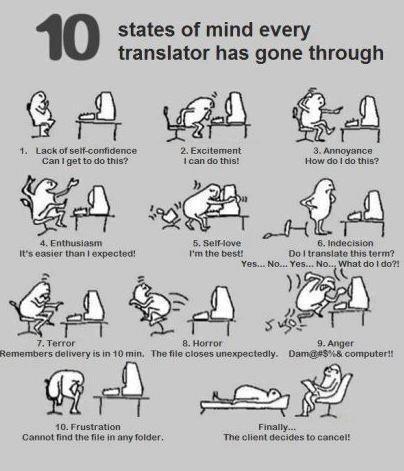 10 states of mind every
translator has gone through
1. Lack of self-confidence
Can I get to do this?
2. Excitement
I can do this!
3. Annoyance
How do I do this?
4. Enthusiasm
It's easier than I expected!
5. Self-love
I'm the best!
6. Indecision
Do I translate this term?
Yes... No... Yes... No... What do I do?!
7. Terror
Remembers delivery is in 10 min.
8. Horror
The file closes unexpectedly.
9. Anger
Dam@#$%& computer!!
10. Frustration
Cannot find the file in any folder.
Finally...
The client decides to cancel!